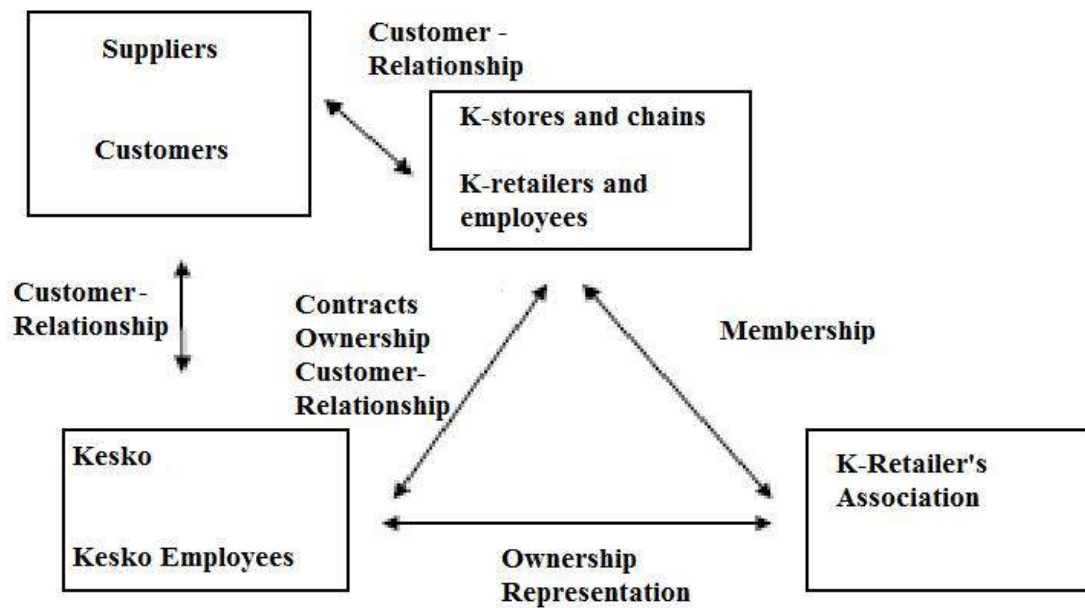 Suppliers
Customers
Customer -
Relationship
K-stores and chains
K-retailers and
employees
Customer-
Relationship
Contracts
Ownership
Customer-
Relationship
Membership
Kesko
Kesko Employees
K-Retailer's
Association
Ownership
Representation